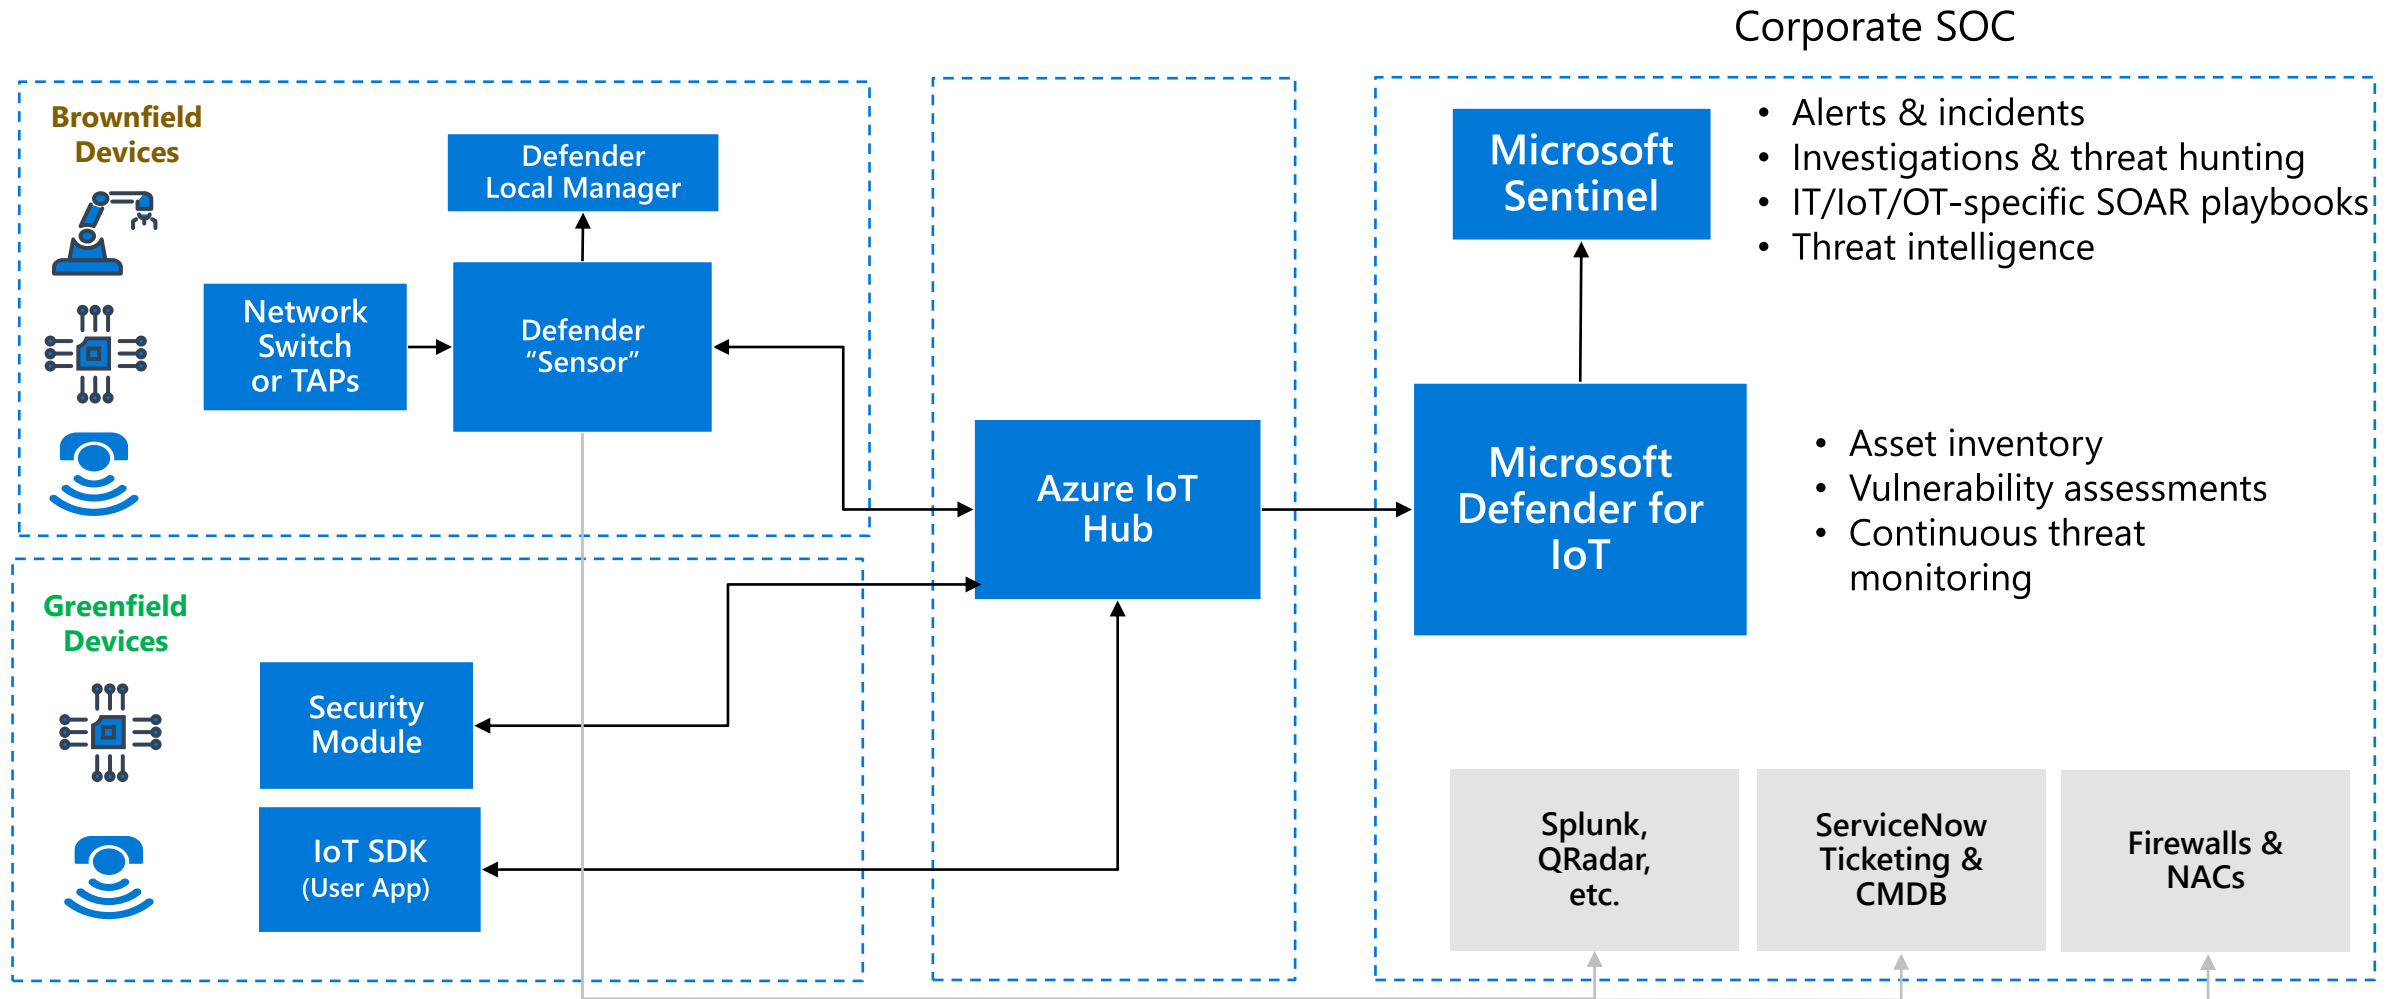 Corporate SOC
Brownfield
Devices
Defender
Local Manager
Network
Switch
or TAPs
Defender
“Sensor”
Greenfield
Devices
Security
Module
IoT SDK
(User App)
Azure IoT
Hub
Microsoft
Sentinel
• Alerts & incidents
• Investigations & threat hunting
• IT/IoT/OT-specific SOAR playbooks
• Threat intelligence
Microsoft
Defender for
IoT
• Asset inventory
• Vulnerability assessments
• Continuous threat
monitoring
Splunk,
QRadar,
etc.
ServiceNow
Ticketing &
CMDB
Firewalls &
NACs